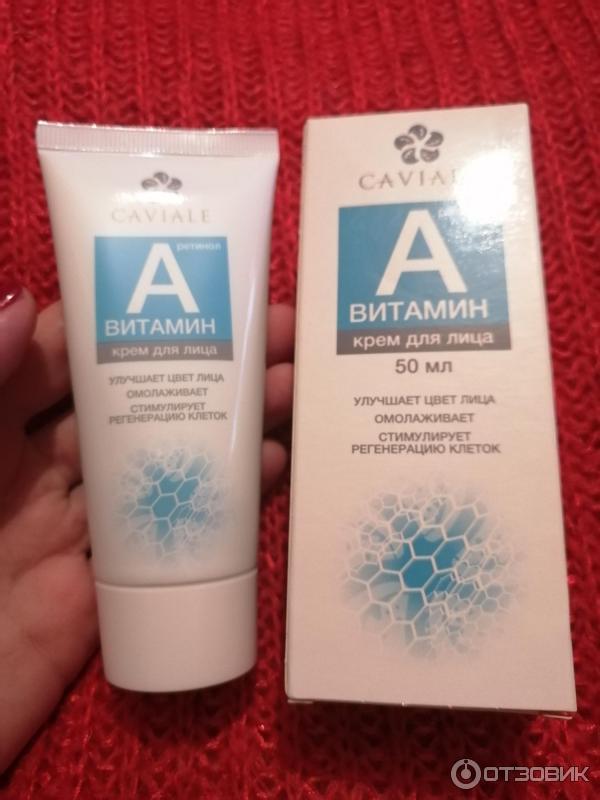 CAVIALE
ретинол
А
ВИТАМИН
крем для лица
УЛУЧШАЕТ ЦВЕТ ЛИЦА
ОМОЛАЖИВАЕТ
СТИМУЛИРУЕТ
РЕГЕНЕРАЦИЮ КЛЕТОК
CAVIALE
А
ВИТАМИН
крем для лица
50 мл
УЛУЧШАЕТ ЦВЕТ ЛИЦА
ОМОЛАЖИВАЕТ
СТИМУЛИРУЕТ
РЕГЕНЕРАЦИЮ КЛЕТОК
ОТЗОВИК